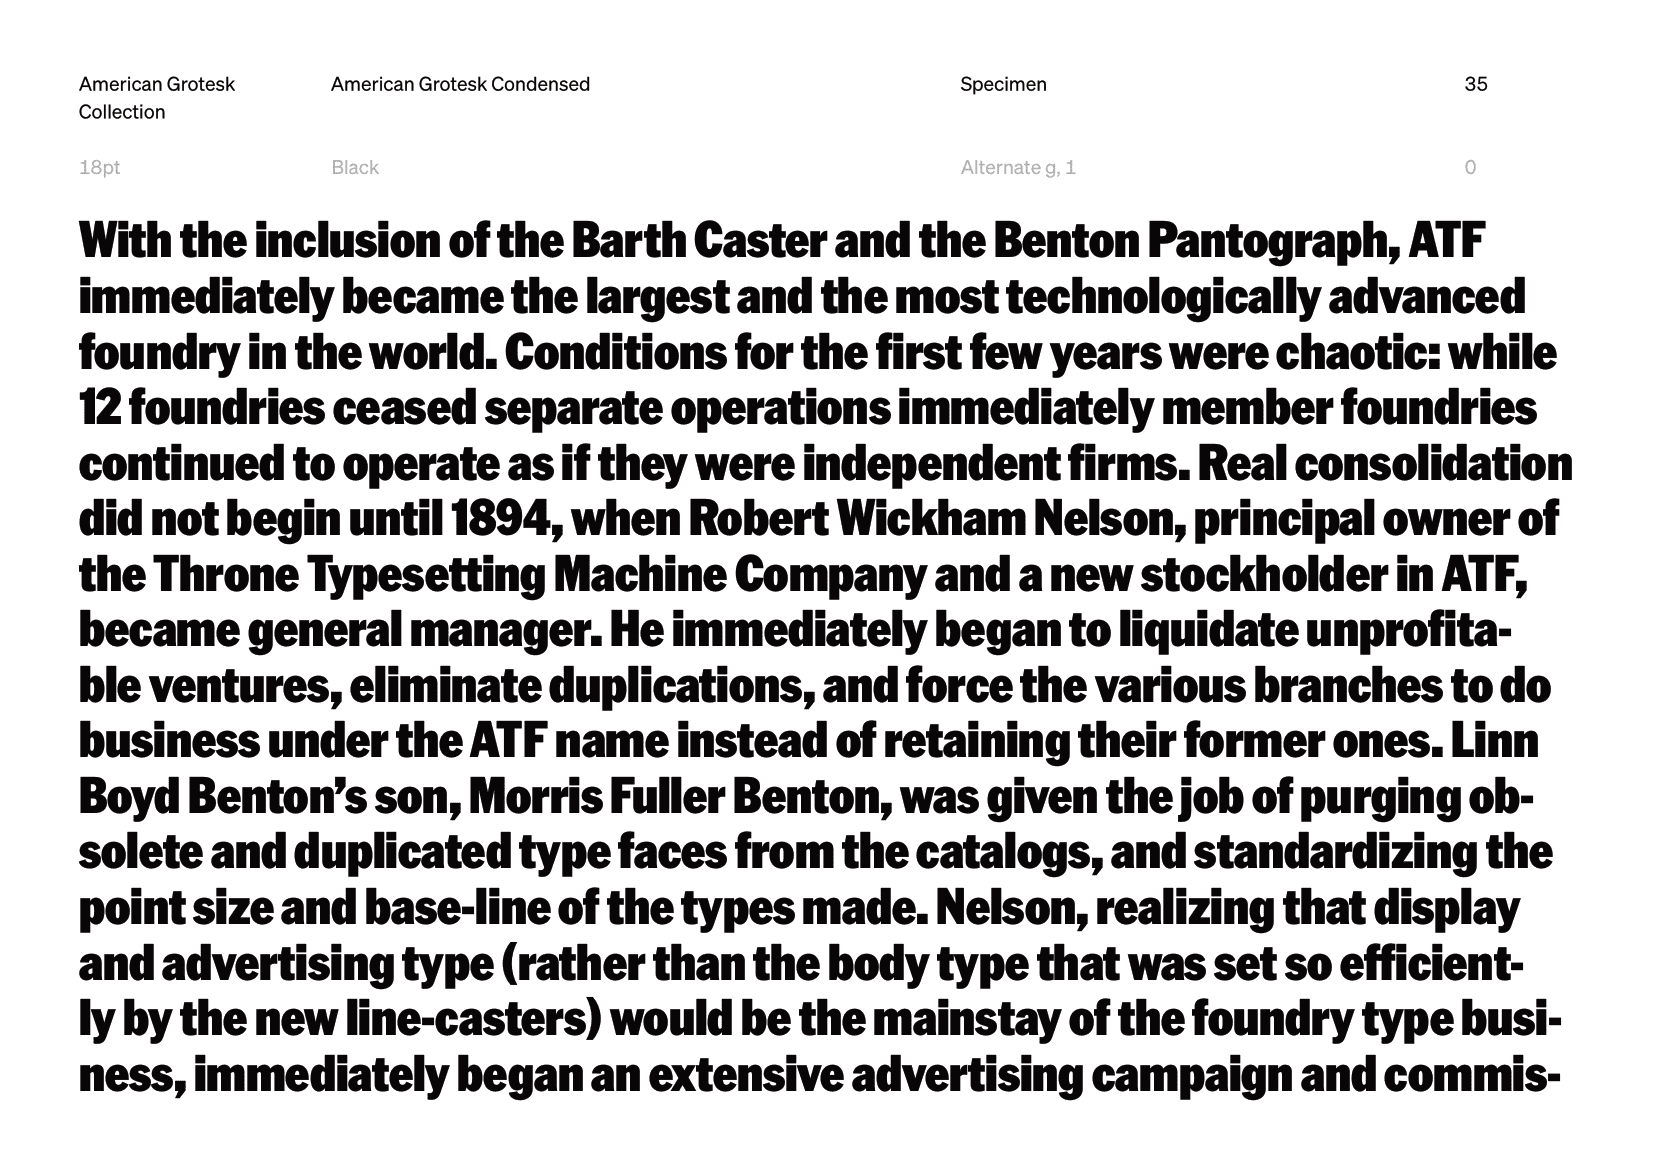 American Grotesk Collection
American Grotesk Condensed
Specimen
35
18pt
Black
Alternate g, 1
0
With the inclusion of the Barth Caster and the Benton Pantograph, ATF
immediately became the largest and the most technologically advanced
foundry in the world. Conditions for the first few years were chaotic: while
12 foundries ceased separate operations immediately member foundries
continued to operate as if they were independent firms. Real consolidation
did not begin until 1894, when Robert Wickham Nelson, principal owner of
the Throne Typesetting Machine Company and a new stockholder in ATF,
became general manager. He immediately began to liquidate unprofita-
ble ventures, eliminate duplications, and force the various branches to do
business under the ATF name instead of retaining their former ones. Linn
Boyd Benton’s son, Morris Fuller Benton, was given the job of purging ob-
solete and duplicated type faces from the catalogs, and standardizing the
point size and base-line of the types made. Nelson, realizing that display
and advertising type (rather than the body type that was set so efficient-
ly by the new line-casters) would be the mainstay of the foundry type busi-
ness, immediately began an extensive advertising campaign and commis-